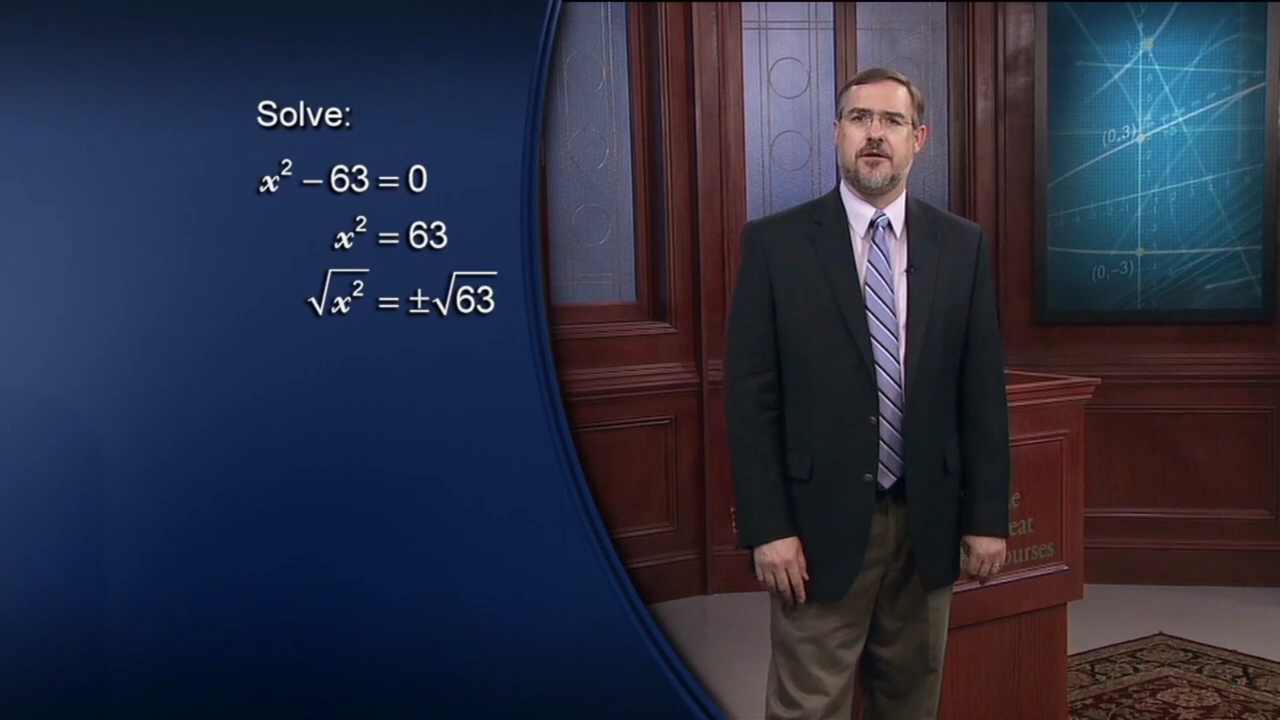 Solve:
x² − 63 = 0
x² = 63
√x² = ±√63
(0,3)
(0,−3)